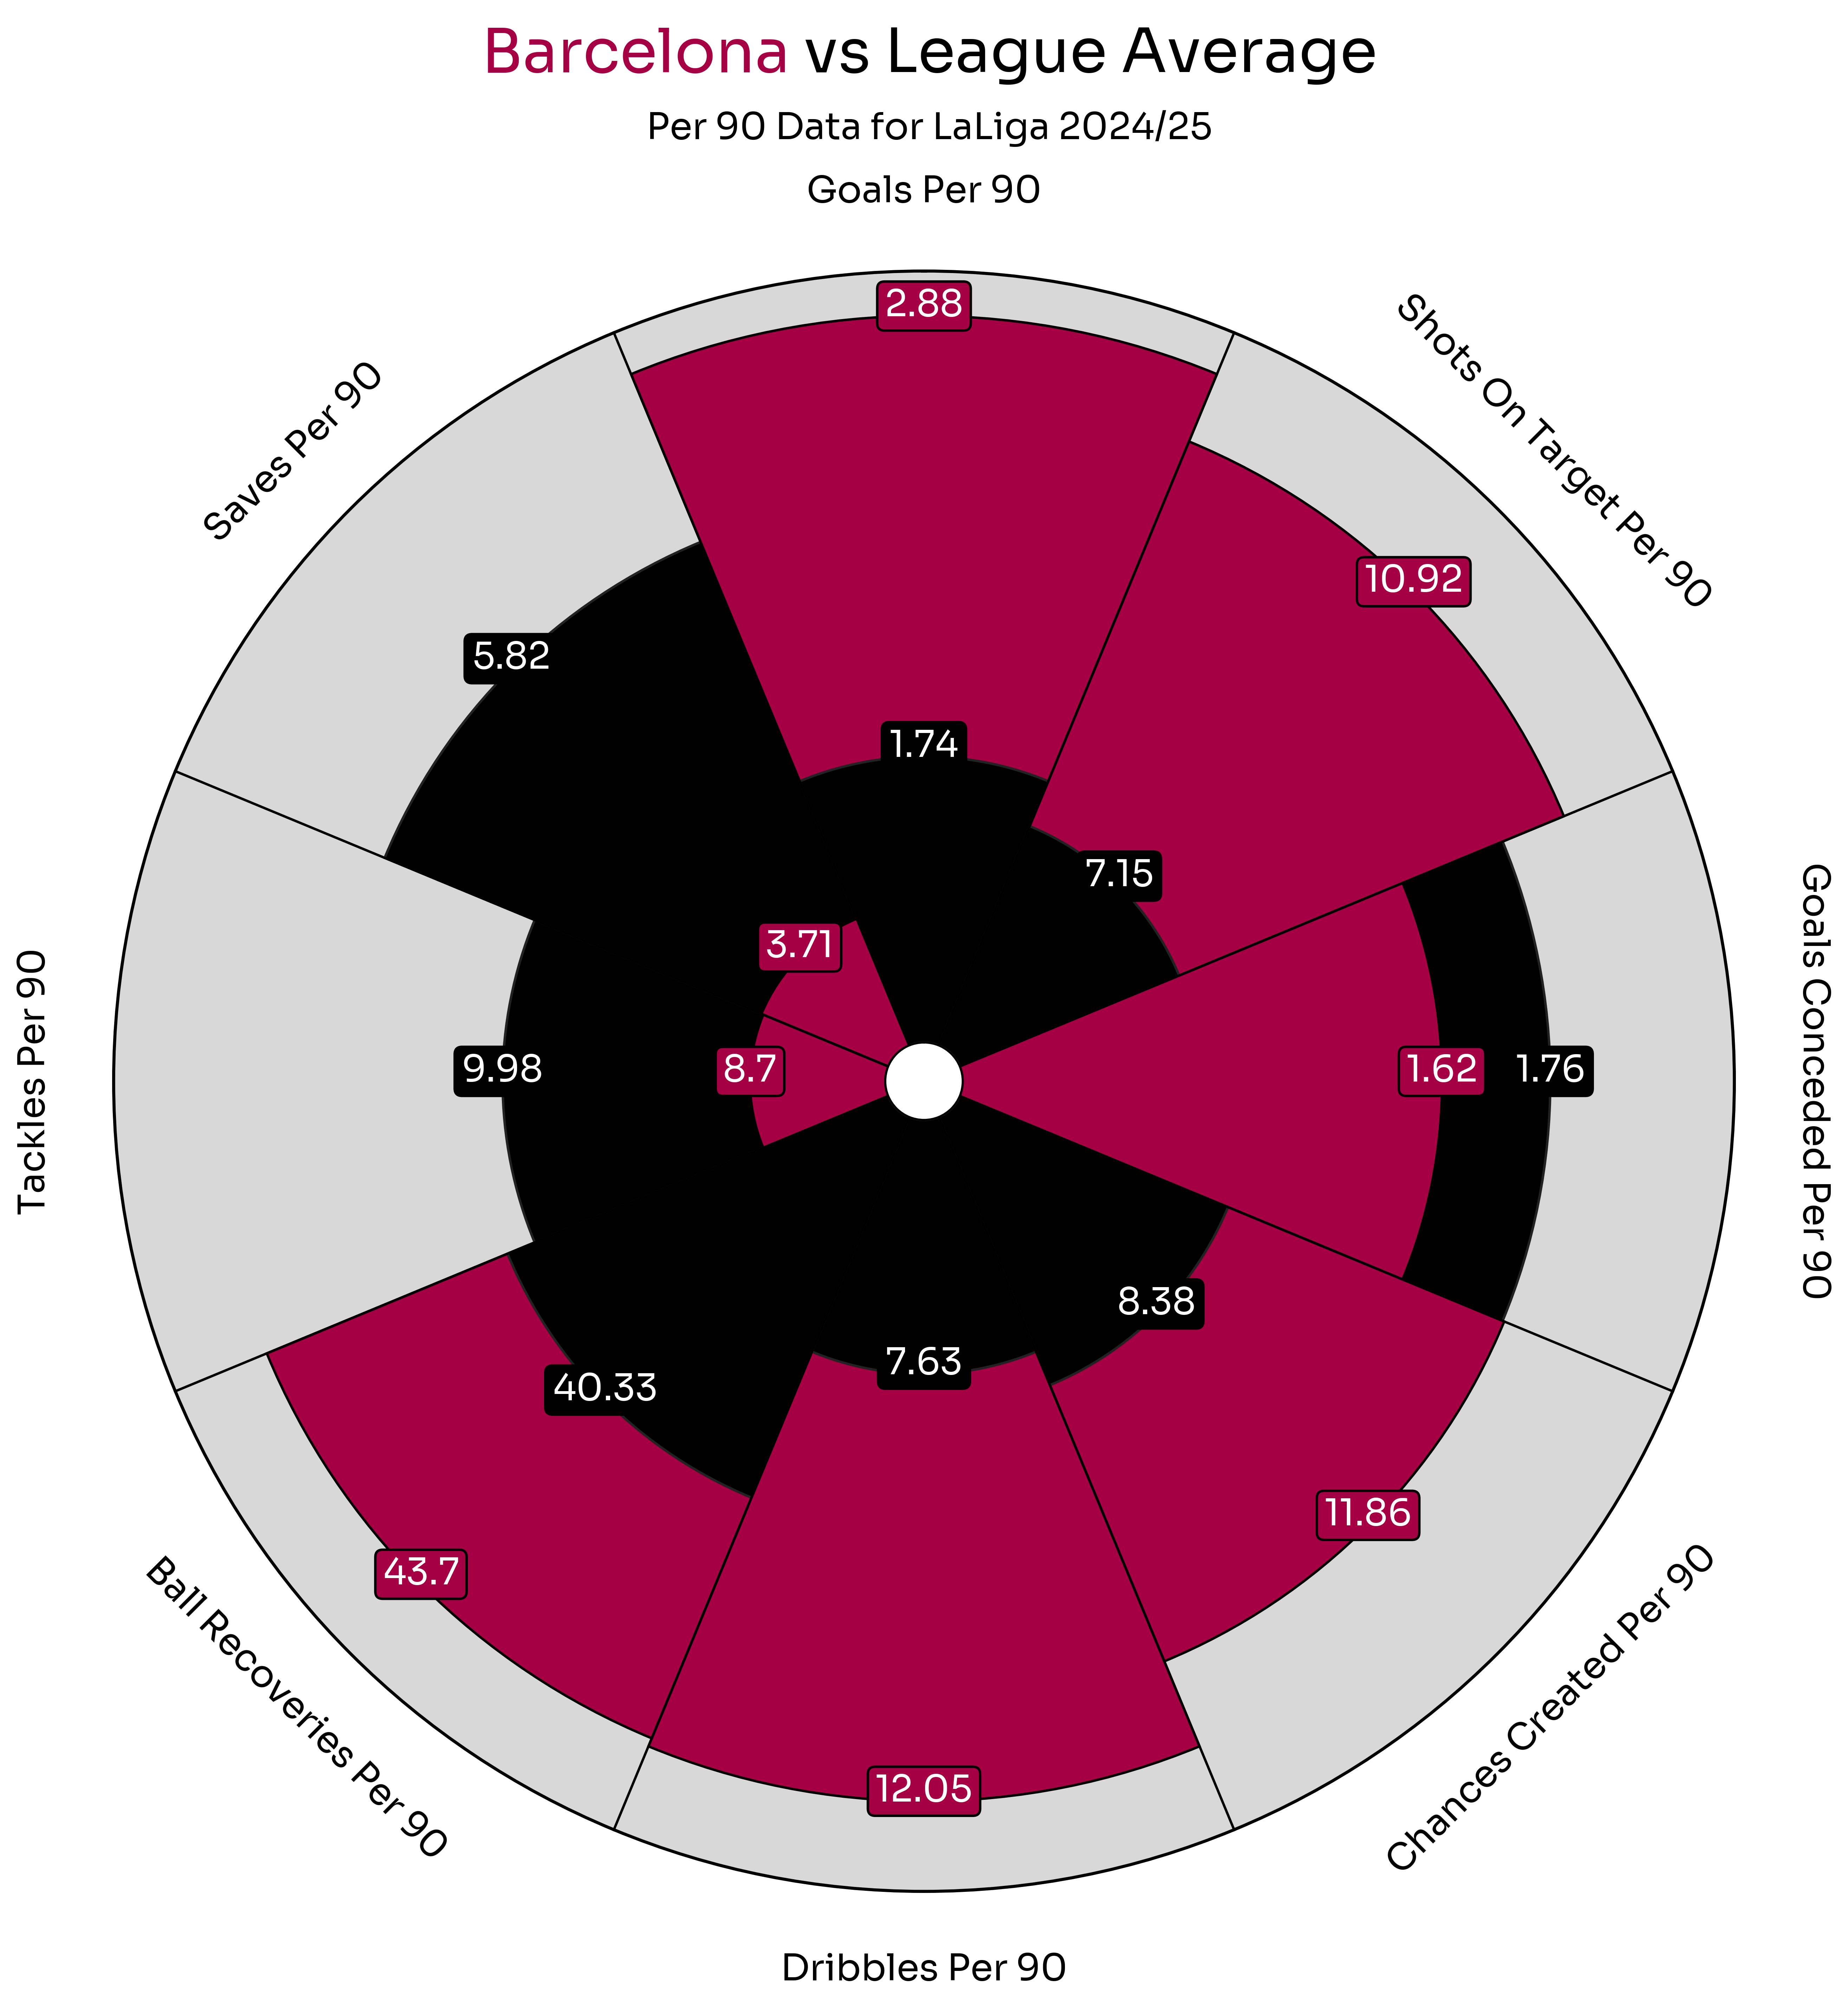 Barcelona vs League Average
Per 90 Data for LaLiga 2024/25
Goals Per 90
2.88
Shots On Target Per 90
Saves Per 90
10.92
5.82
1.74
7.15
3.71
Goals Conceded Per 90
Tackles Per 90
9.98
8.7
1.62
1.76
8.38
7.63
40.33
11.86
43.7
Ball Recoveries Per 90
Chances Created Per 90
12.05
Dribbles Per 90